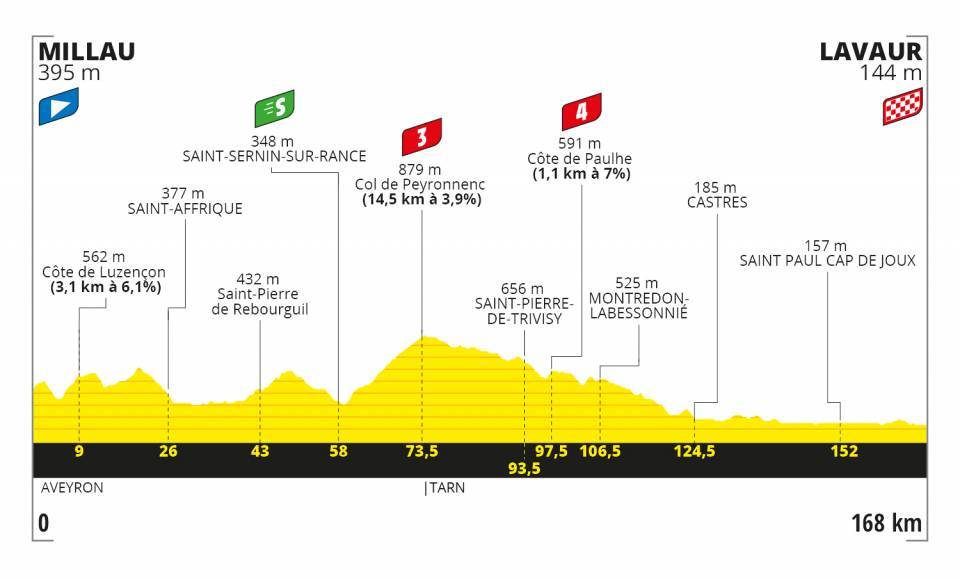 MILLAU
395 m
LAVAUR
144 m
S
348 m
SAINT-SERNIN-SUR-RANCE
3
879 m
Col de Peyronnenc
(14,5 km à 3,9%)
4
591 m
Côte de Paulhe
(1,1 km à 7%)
377 m
SAINT-AFFRIQUE
185 m
CASTRES
562 m
Côte de Luzençon
(3,1 km à 6,1%)
432 m
Saint-Pierre
de Rebourguil
656 m
SAINT-PIERRE-
DE-TRIVISY
525 m
MONTREDON-
LABESSONNIÉ
157 m
SAINT PAUL CAP DE JOUX
9 26 43 58 73,5 97,5 106,5 124,5 152
93,5
AVEYRON |TARN
0 168 km